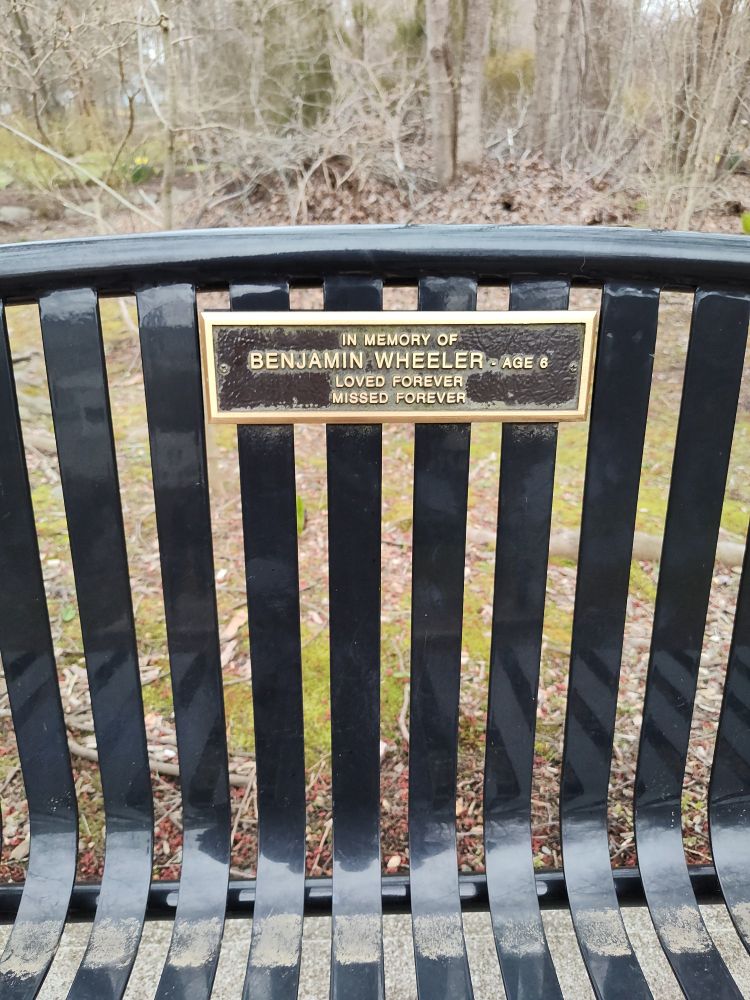 IN MEMORY OF
BENJAMIN WHEELER - AGE 6
LOVED FOREVER
MISSED FOREVER